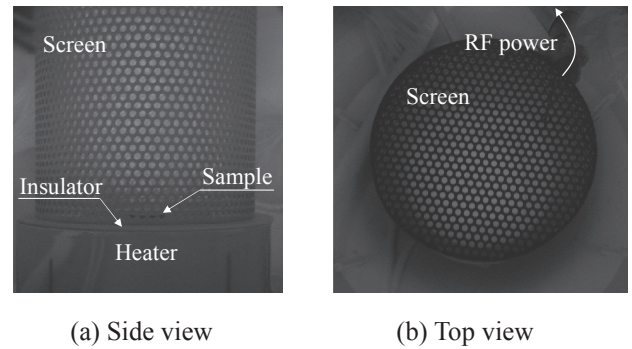 Screen
Insulator
Sample
Heater
RF power
Screen
(a) Side view
(b) Top view